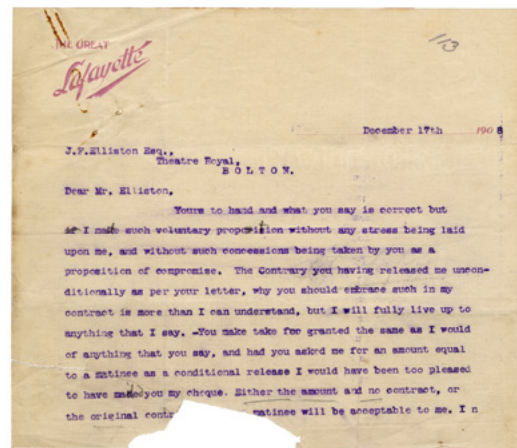 THE GREAT
Lafayette
113
December 17th 1908
J.F.Elliston Esq.,
Theatre Royal,
BOLTON.
Dear Mr. Elliston,
Yours to hand and what you say is correct but
if I made such voluntary proposition without any stress being laid
upon me, and without such concessions being taken by you as a
proposition of compromise. The Contrary you having released me uncon-
ditionally as per your letter, why you should embrace such in my
contract is more than I can understand, but I will fully live up to
anything that I say. -You make take for granted the same as I would
of anything that you say, and had you asked me for an amount equal
to a matinee as a conditional release I would have been too pleased
to have made you my cheque. Either the amount and no contract, or
the original matinee will be acceptable to me. I